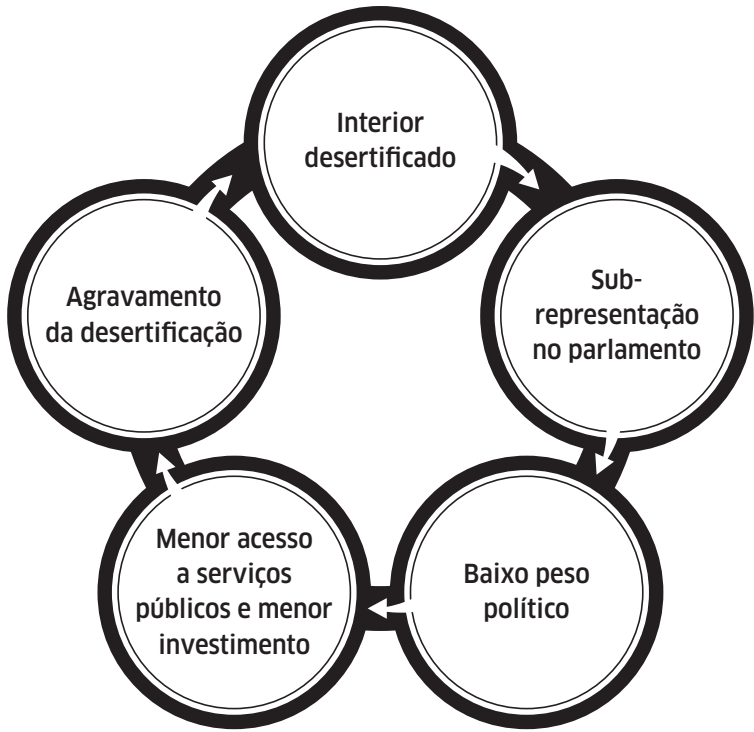 Interior
desertificado
Sub-
representação
no parlamento
Baixo peso
político
Menor acesso
a serviços
públicos e menor
investimento
Agravamento
da desertificação